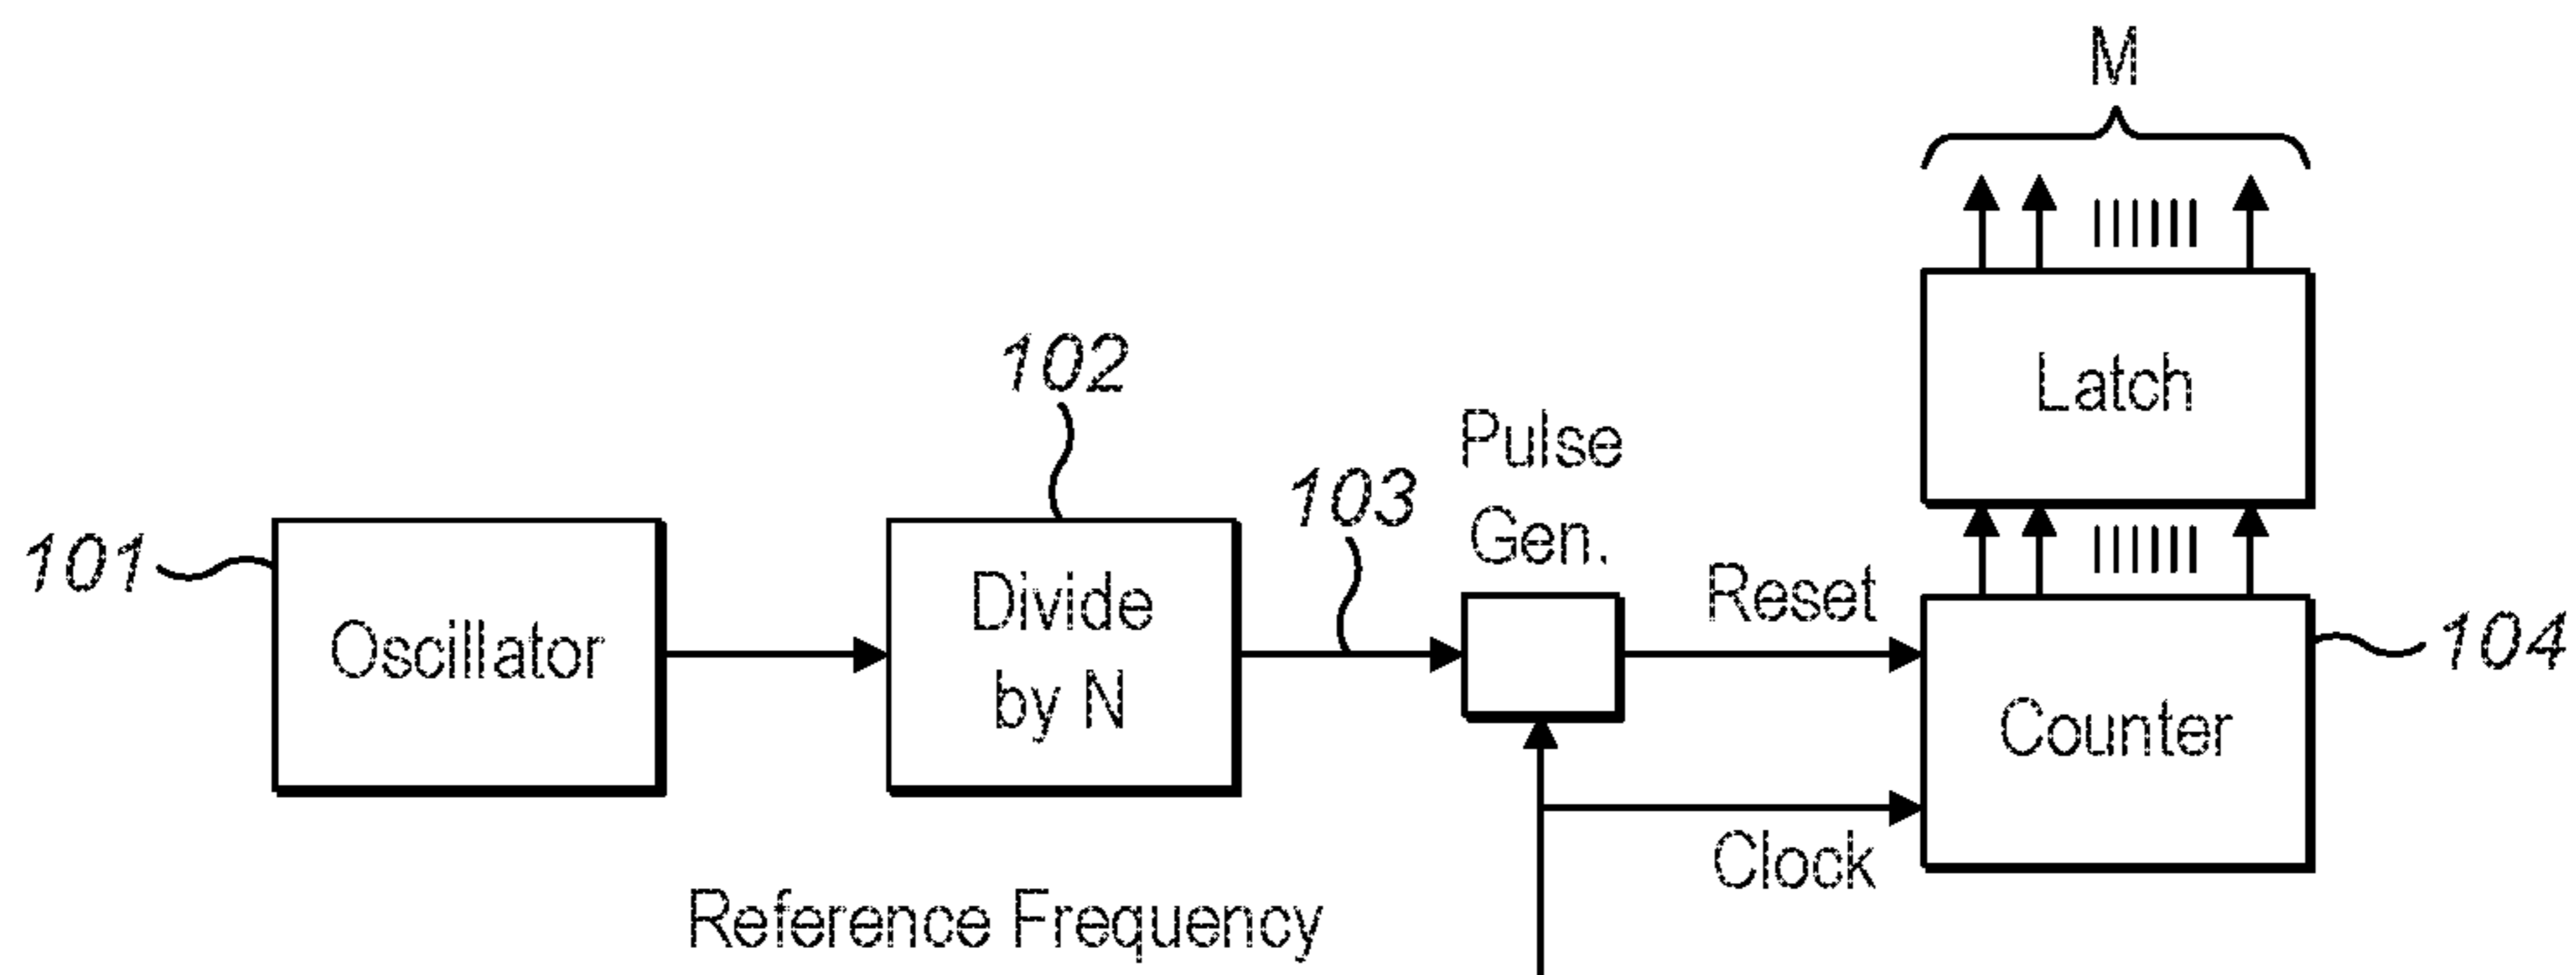 M
Latch
102
Pulse
Gen.
103
101
Oscillator
Divide
by N
Reset
Counter
104
Clock
Reference Frequency